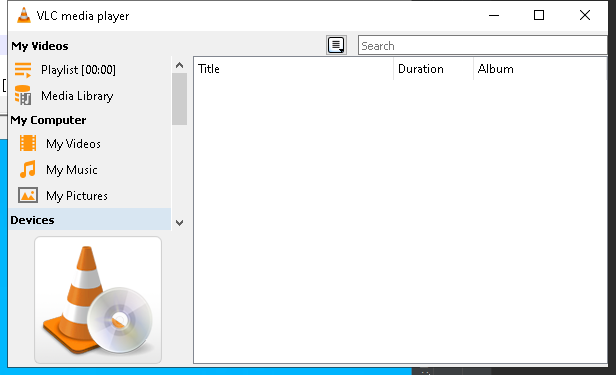 VLC media player
My Videos
Search
Playlist [00:00]
Media Library
My Computer
My Videos
My Music
My Pictures
Devices
Title Duration Album
[